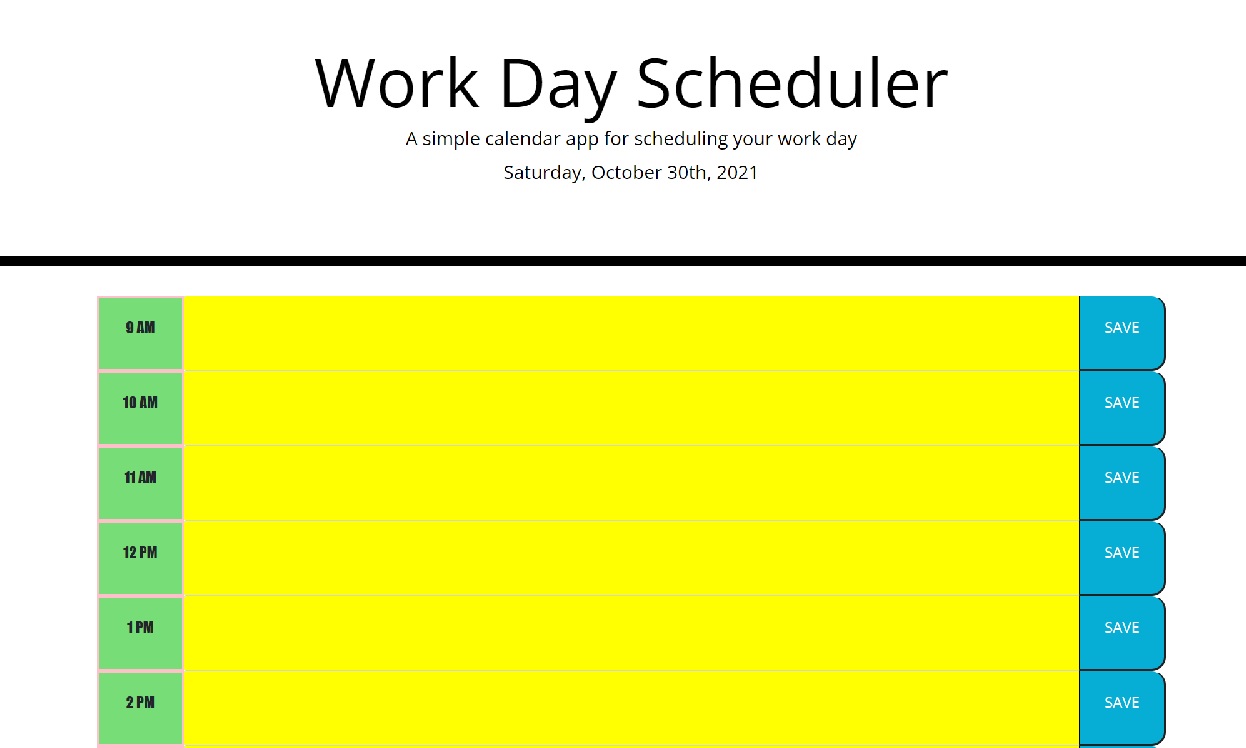 Work Day Scheduler
A simple calendar app for scheduling your work day
Saturday, October 30th, 2021
9 AM SAVE
10 AM SAVE
11 AM SAVE
12 PM SAVE
1 PM SAVE
2 PM SAVE